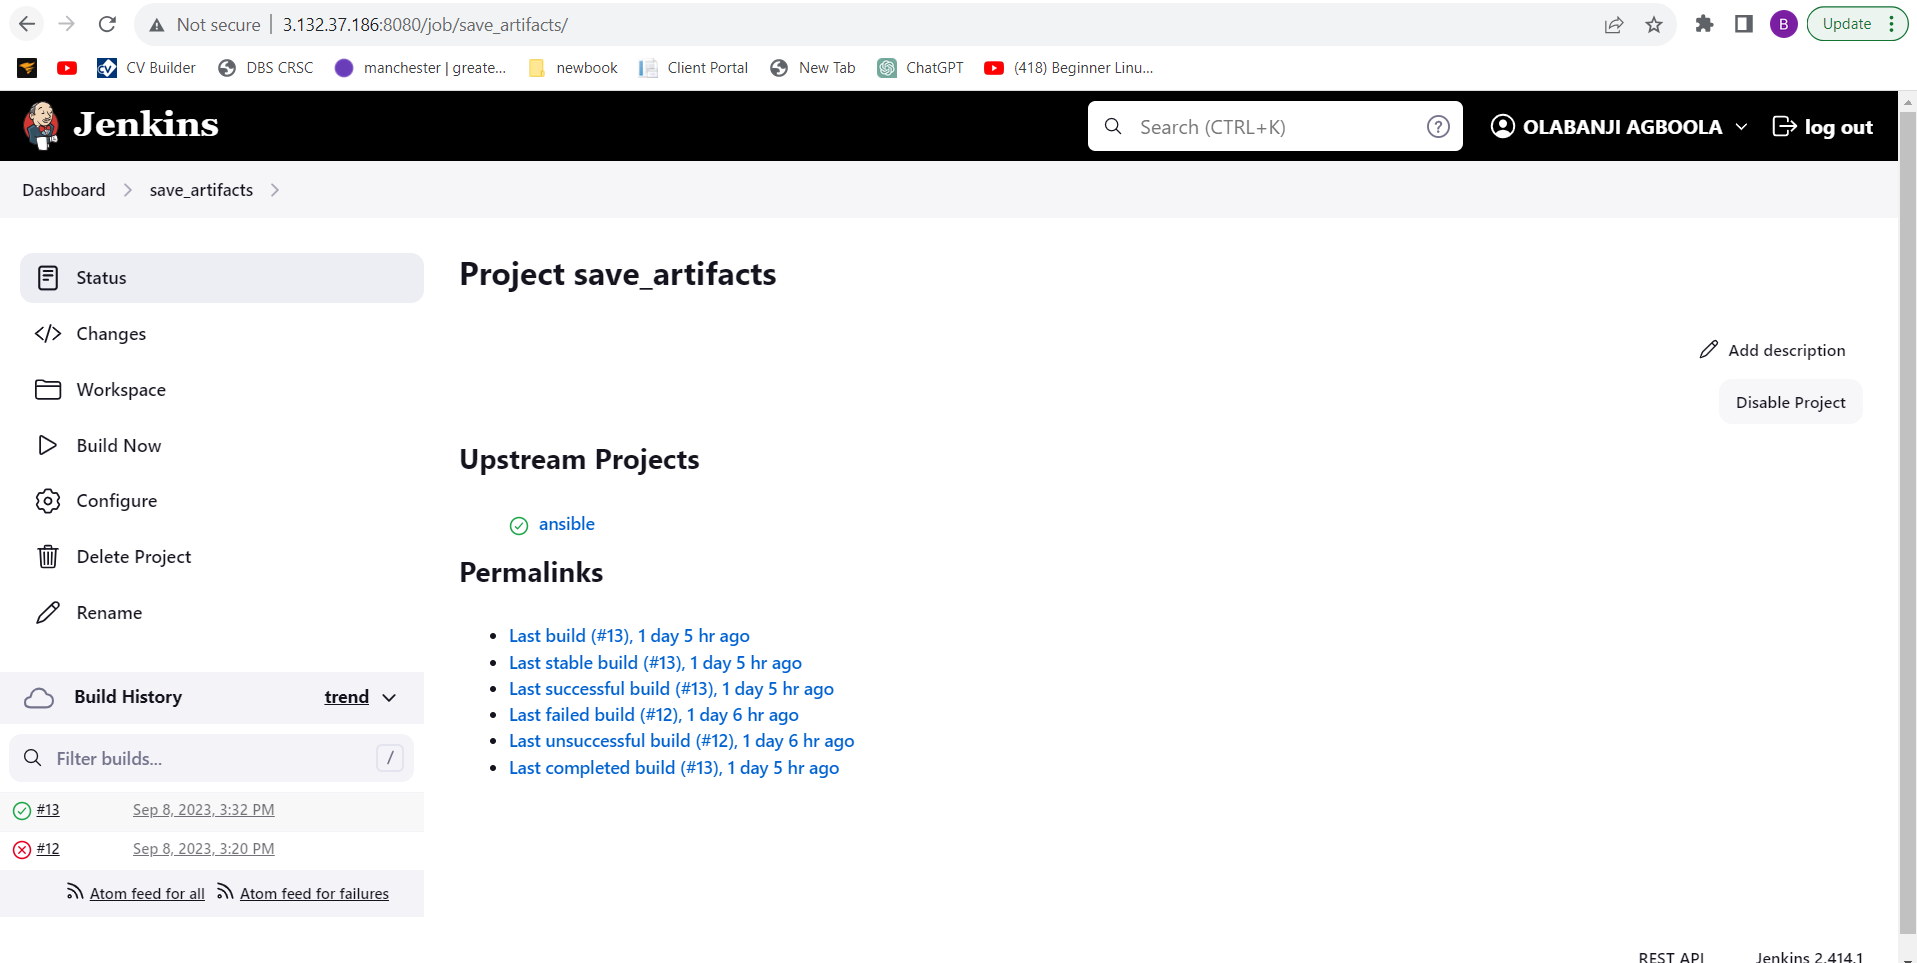 Not secure | 3.132.37.186:8080/job/save_artifacts/
B
Update
CV Builder
DBS CRSC
manchester | greate...
newbook
Client Portal
New Tab
ChatGPT
(418) Beginner Linu...
Jenkins
Search (CTRL+K)
?
OLABANJI AGBOOLA
log out
Dashboard
save_artifacts
Status
Changes
Workspace
Build Now
Configure
Delete Project
Rename
Project save_artifacts
Add description
Disable Project
Upstream Projects
ansible
Permalinks
Last build (#13), 1 day 5 hr ago
Last stable build (#13), 1 day 5 hr ago
Last successful build (#13), 1 day 5 hr ago
Last failed build (#12), 1 day 6 hr ago
Last unsuccessful build (#12), 1 day 6 hr ago
Last completed build (#13), 1 day 5 hr ago
Build History
trend
Filter builds...
/
#13 Sep 8, 2023, 3:32 PM
#12 Sep 8, 2023, 3:20 PM
Atom feed for all
Atom feed for failures
REST API
Jenkins 2.414.1